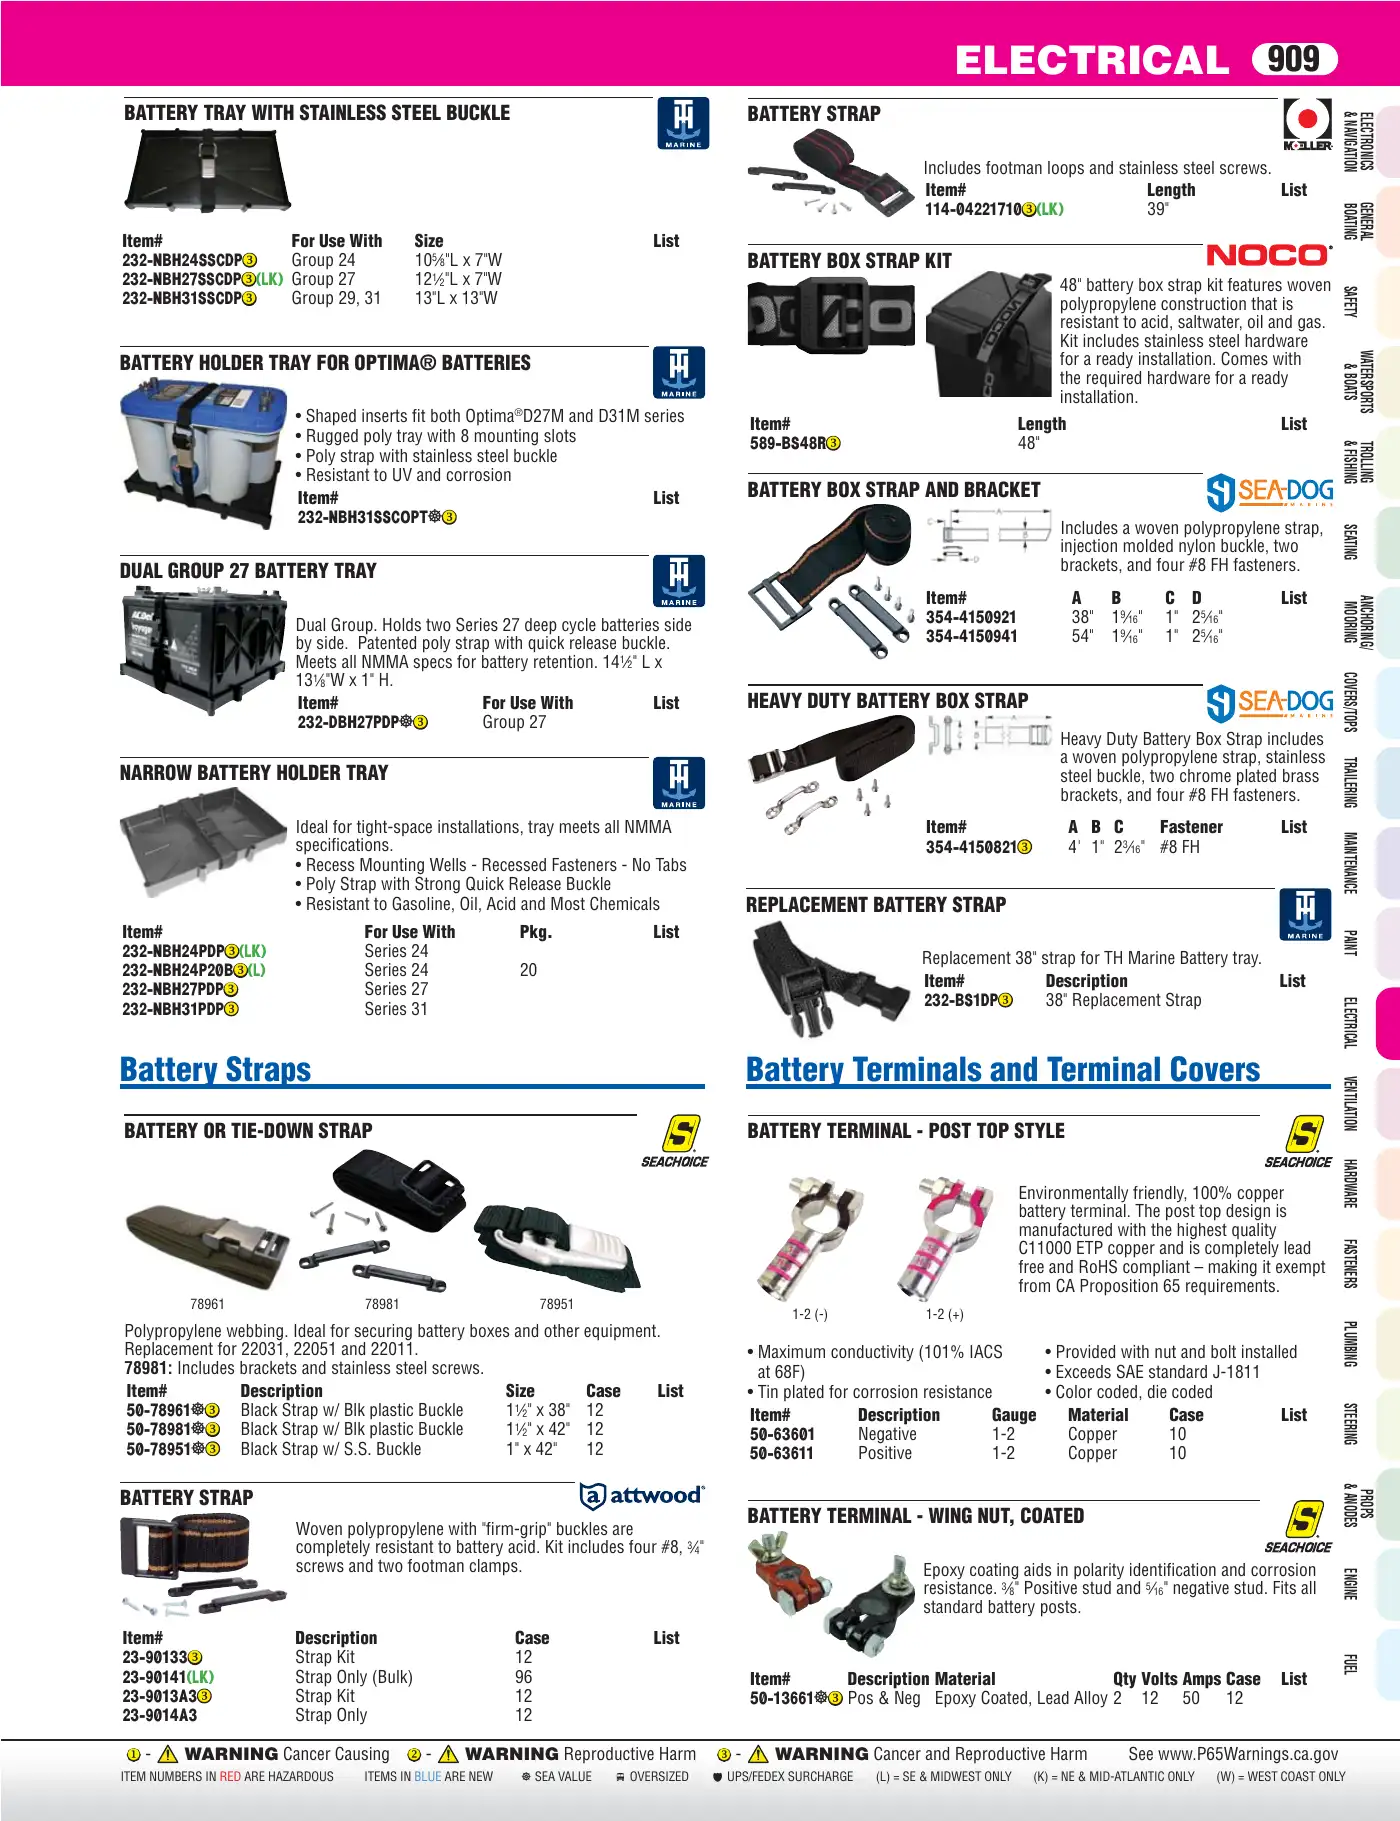 ELECTRICAL 909
BATTERY TRAY WITH STAINLESS STEEL BUCKLE
TH MARINE
Item# For Use With Size List
232-NBH24SSCDP③ Group 24 10⅝"L x 7"W
232-NBH27SSCDP③(LK) Group 27 12½"L x 7"W
232-NBH31SSCDP③ Group 29, 31 13"L x 13"W
BATTERY HOLDER TRAY FOR OPTIMA® BATTERIES
TH MARINE
• Shaped inserts fit both Optima®D27M and D31M series
• Rugged poly tray with 8 mounting slots
• Poly strap with stainless steel buckle
• Resistant to UV and corrosion
Item# List
232-NBH31SSCOPT☸③
DUAL GROUP 27 BATTERY TRAY
TH MARINE
Dual Group. Holds two Series 27 deep cycle batteries side
by side. Patented poly strap with quick release buckle.
Meets all NMMA specs for battery retention. 14½" L x
13⅛"W x 1" H.
Item# For Use With List
232-DBH27PDP☸③ Group 27
NARROW BATTERY HOLDER TRAY
TH MARINE
Ideal for tight-space installations, tray meets all NMMA
specifications.
• Recess Mounting Wells - Recessed Fasteners - No Tabs
• Poly Strap with Strong Quick Release Buckle
• Resistant to Gasoline, Oil, Acid and Most Chemicals
Item# For Use With Pkg. List
232-NBH24PDP③(LK) Series 24
232-NBH24P20B③(L) Series 24 20
232-NBH27PDP③ Series 27
232-NBH31PDP③ Series 31
Battery Straps
BATTERY OR TIE-DOWN STRAP
S SEACHOICE
78961 78981 78951
Polypropylene webbing. Ideal for securing battery boxes and other equipment.
Replacement for 22031, 22051 and 22011.
78981: Includes brackets and stainless steel screws.
Item# Description Size Case List
50-78961☸③ Black Strap w/ Blk plastic Buckle 1½" x 38" 12
50-78981☸③ Black Strap w/ Blk plastic Buckle 1½" x 42" 12
50-78951☸③ Black Strap w/ S.S. Buckle 1" x 42" 12
BATTERY STRAP
a attwood®
Woven polypropylene with "firm-grip" buckles are
completely resistant to battery acid. Kit includes four #8, ¾"
screws and two footman clamps.
Item# Description Case List
23-90133③ Strap Kit 12
23-90141(LK) Strap Only (Bulk) 96
23-9013A3③ Strap Kit 12
23-9014A3 Strap Only 12
BATTERY STRAP
MOELLER
Includes footman loops and stainless steel screws.
Item# Length List
114-04221710③(LK) 39"
BATTERY BOX STRAP KIT
NOCO®
48" battery box strap kit features woven
polypropylene construction that is
resistant to acid, saltwater, oil and gas.
Kit includes stainless steel hardware
for a ready installation. Comes with
the required hardware for a ready
installation.
Item# Length List
589-BS48R③ 48"
BATTERY BOX STRAP AND BRACKET
SEA-DOG MARINE
Includes a woven polypropylene strap,
injection molded nylon buckle, two
brackets, and four #8 FH fasteners.
Item# A B C D List
354-4150921 38" 1⁹⁄₁₆" 1" 2⁵⁄₁₆"
354-4150941 54" 1⁹⁄₁₆" 1" 2⁵⁄₁₆"
HEAVY DUTY BATTERY BOX STRAP
SEA-DOG MARINE
Heavy Duty Battery Box Strap includes
a woven polypropylene strap, stainless
steel buckle, two chrome plated brass
brackets, and four #8 FH fasteners.
Item# A B C Fastener List
354-4150821③ 4' 1" 2³⁄₁₆" #8 FH
REPLACEMENT BATTERY STRAP
TH MARINE
Replacement 38" strap for TH Marine Battery tray.
Item# Description List
232-BS1DP③ 38" Replacement Strap
Battery Terminals and Terminal Covers
BATTERY TERMINAL - POST TOP STYLE
S SEACHOICE
Environmentally friendly, 100% copper
battery terminal. The post top design is
manufactured with the highest quality
C11000 ETP copper and is completely lead
free and RoHS compliant – making it exempt
from CA Proposition 65 requirements.
1-2 (-) 1-2 (+)
• Maximum conductivity (101% IACS
at 68F)
• Tin plated for corrosion resistance
• Provided with nut and bolt installed
• Exceeds SAE standard J-1811
• Color coded, die coded
Item# Description Gauge Material Case List
50-63601 Negative 1-2 Copper 10
50-63611 Positive 1-2 Copper 10
BATTERY TERMINAL - WING NUT, COATED
S SEACHOICE
Epoxy coating aids in polarity identification and corrosion
resistance. ⅜" Positive stud and ⁵⁄₁₆" negative stud. Fits all
standard battery posts.
Item# Description Material Qty Volts Amps Case List
50-13661☸③ Pos & Neg Epoxy Coated, Lead Alloy 2 12 50 12
ELECTRONICS & NAVIGATION
GENERAL BOATING
SAFETY
WATERSPORTS & BOATS
TROLLING & FISHING
SEATING
ANCHORING/ MOORING
COVERS/TOPS
TRAILERING
MAINTENANCE
PAINT
ELECTRICAL
VENTILATION
HARDWARE
FASTENERS
PLUMBING
STEERING
PROPS & ANODES
ENGINE
FUEL
① - ⚠ WARNING Cancer Causing ② - ⚠ WARNING Reproductive Harm ③ - ⚠ WARNING Cancer and Reproductive Harm See www.P65Warnings.ca.gov
ITEM NUMBERS IN RED ARE HAZARDOUS ITEMS IN BLUE ARE NEW ☸ SEA VALUE OVERSIZED UPS/FEDEX SURCHARGE (L) = SE & MIDWEST ONLY (K) = NE & MID-ATLANTIC ONLY (W) = WEST COAST ONLY